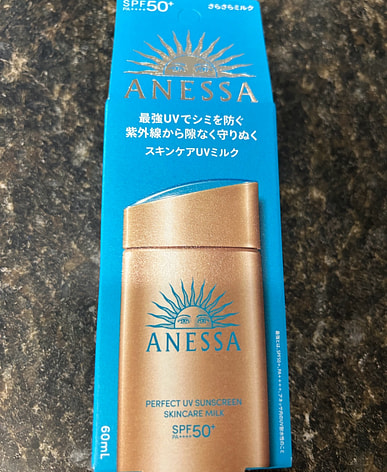 SPF50+
PA++++
さらさらミルク
ANESSA
最強UVでシミを防ぐ
紫外線から隙なく守りぬく
スキンケアUVミルク
ANESSA
PERFECT UV SUNSCREEN
SKINCARE MILK
SPF50+
PA++++
60mL